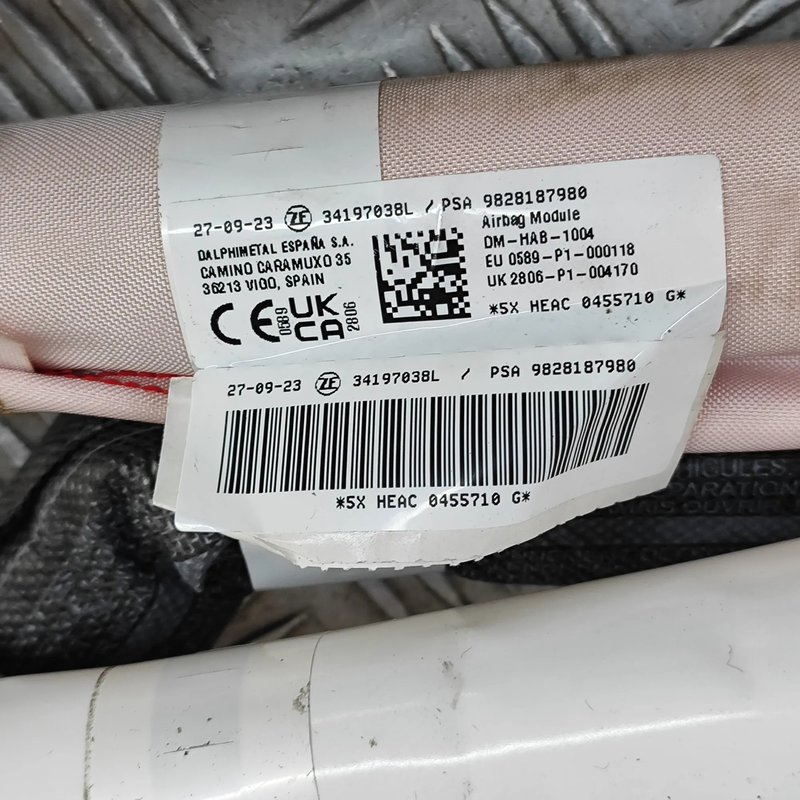 27-09-23 ZF 34197038L / PSA 9828187980
DALPHIMETAL ESPAÑA S.A.
CAMINO CARAMUXO 35
36213 VIGO, SPAIN
Airbag Module
DM-HAB-1004
EU 0589-P1-000118
UK 2806-P1-004170
CE 0589 UK CA 2806
*5X HEAC 0455710 G*
27-09-23 ZF 34197038L / PSA 9828187980
*5X HEAC 0455710 G*